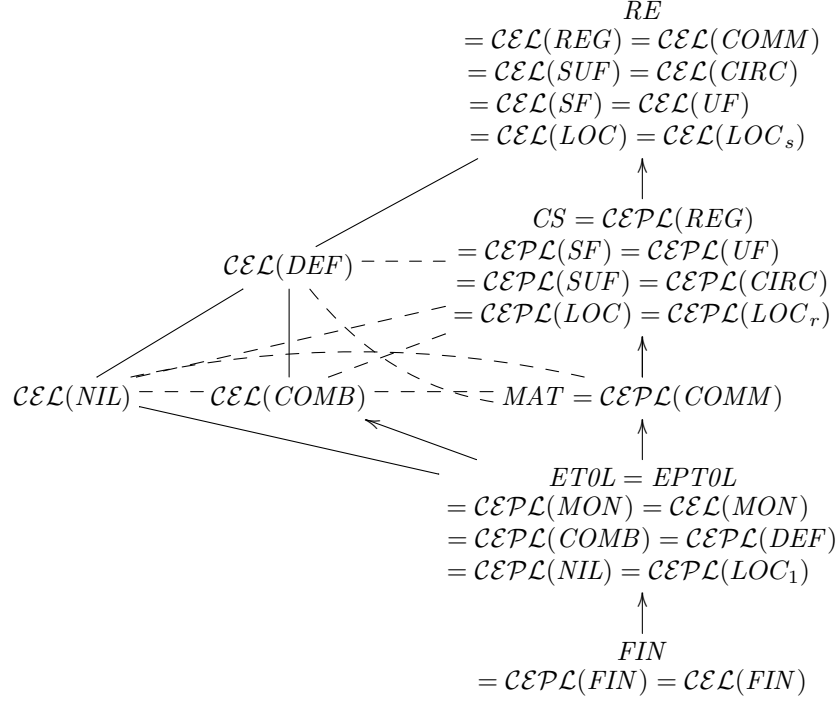 RE
= CEL(REG) = CEL(COMM)
= CEL(SUF) = CEL(CIRC)
= CEL(SF) = CEL(UF)
= CEL(LOC) = CEL(LOC_s)
CS = CEPL(REG)
CEL(DEF)
= CEPL(SF) = CEPL(UF)
= CEPL(SUF) = CEPL(CIRC)
= CEPL(LOC) = CEPL(LOC_r)
CEL(NIL) CEL(COMB) MAT = CEPL(COMM)
ET0L = EPT0L
= CEPL(MON) = CEL(MON)
= CEPL(COMB) = CEPL(DEF)
= CEPL(NIL) = CEPL(LOC_1)
FIN
= CEPL(FIN) = CEL(FIN)